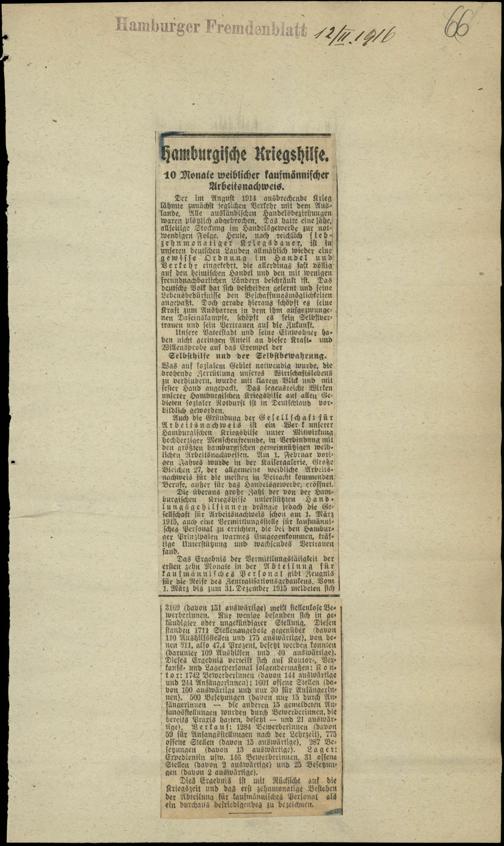 Hamburger Fremdenblatt 12/II.1916
66
Hamburgische Kriegshilfe.
10 Monate weiblicher kaufmännischer
Arbeitsnachweis.
Der im August 1914 ausbrechende Krieg
lähmte zunächst jeglichen Verkehr mit dem Aus-
lande. Alle ausländischen Handelsbeziehungen
waren plötzlich abgebrochen. Das hatte eine jähe,
allseitige Stockung im Handelsgewerbe zur not-
wendigen Folge. Heute, nach reichlich sieb-
zehnmonatiger Kriegsdauer, ist in
unseren deutschen Landen allmählich wieder eine
gewisse Ordnung im Handel und
Verkehr eingekehrt, die allerdings fast völlig
auf den heimischen Handel und den mit wenigen
freundnachbarlichen Ländern beschränkt ist. Das
deutsche Volk hat sich bescheiden gelernt und seine
Lebensbedürfnisse den Beschaffungsmöglichkeiten
angepaßt. Doch gerade hieraus schöpft es seine
Kraft zum Ausharren in dem ihm aufgezwunge-
nen Daseinskampfe, schöpft es sein Selbstver-
trauen und sein Vertrauen auf die Zukunft.
Unsere Vaterstadt und seine Einwohner ha-
ben nicht geringen Anteil an dieser Kraft- und
Willensprobe auf das Exempel der
Selbsthilfe und der Selbstbewahrung.
Was auf sozialem Gebiet notwendig wurde, die
drohende Zerrüttung unseres Wirtschaftslebens
zu verhindern, wurde mit klarem Blick und mit
fester Hand angepackt. Das segensreiche Wirken
unserer Hamburgischen Kriegshilfe auf allen Ge-
bieten sozialer Notdurft ist in Deutschland vor-
bildlich geworden.
Auch die Gründung der Gesellschaft für
Arbeitsnachweis ist ein Werk unserer
Hamburgischen Kriegshilfe unter Mitwirkung
hochherziger Menschenfreunde, in Verbindung mit
den größten hamburgischen gemeinnützigen weib-
lichen Arbeitsnachweisen. Am 1. Februar vori-
gen Jahres wurde in der Kaisergalerie, Große
Bleichen 27, der allgemeine weibliche Arbeits-
nachweis für die meisten in Betracht kommenden
Berufe, außer für das Handelsgewerbe, eröffnet.
Die überaus große Zahl der von der Ham-
burgischen Kriegshilfe unterstützten Hand-
lungsgehilfinnen drängte jedoch die Ge-
sellschaft für Arbeitsnachweis schon am 1. März
1915, auch eine Vermittlungsstelle für kaufmänni-
sches Personal zu errichten, die bei den Hambur-
ger Prinzipalen warmes Entgegenkommen, kräf-
tige Unterstützung und wachsendes Vertrauen
fand.
Das Ergebnis der Vermittlungstätigkeit der
ersten zehn Monate in der Abteilung für
kaufmännisches Personal gibt Zeugnis
für die Reife des Zentralisationsgedankens. Vom
1. März bis zum 31. Dezember 1915 meldeten sich
3169 (davon 151 auswärtige) meist stellenlose Be-
werberinnen. Nur wenige befanden sich in ge-
kündigter oder ungekündigter Stellung. Diesen
standen 1711 Stellenangebote gegenüber (davon
110 Aushilfsstellen und 175 auswärtige), von de-
nen 811, also 47,4 Prozent, besetzt werden konnten
(darunter 109 Aushilfen und 40 auswärtige).
Dieses Ergebnis verteilt sich auf Kontor-, Ver-
kaufs- und Lagerpersonal folgendermaßen: Kon-
tor: 1742 Bewerberinnen (davon 144 auswärtige
und 244 Anfängerinnen); offene Stellen (da-
von 160 auswärtige und nur 30 für Anfängerin-
nen). 500 Besetzungen (davon nur 15 durch An-
fängerinnen — die anderen 15 gemeldeten An-
fangsstellungen wurden durch Bewerberinnen, die
bereits Praxis hatten, besetzt — und 21 auswär-
tige). Verkauf: 1284 Bewerberinnen (davon
59 für Anfangsstellungen nach der Lehrzeit), 775
offene Stellen (davon 15 auswärtige), 287 Be-
setzungen (davon 13 auswärtige). Lager:
Expedientin usw. 146 Bewerberinnen, 31 offene
Stellen (davon 2 auswärtige) und 25 Besetzun-
gen (davon 2 auswärtige).
Dies Ergebnis ist mit Rücksicht auf die
Kriegszeit und das erst zehnmonatige Bestehen
der Abteilung für kaufmännisches Personal als
ein durchaus befriedigendes zu bezeichnen.